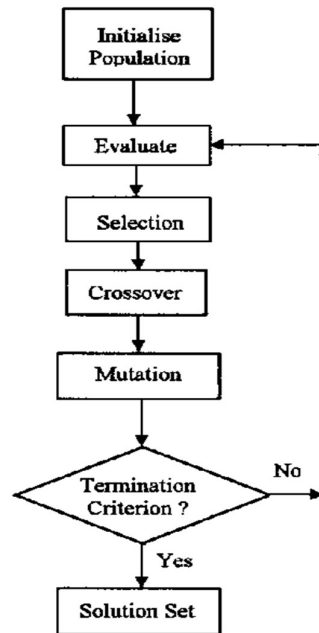 Initialise
Population
Evaluate
Selection
Crossover
Mutation
Termination
Criterion ?
No
Yes
Solution Set